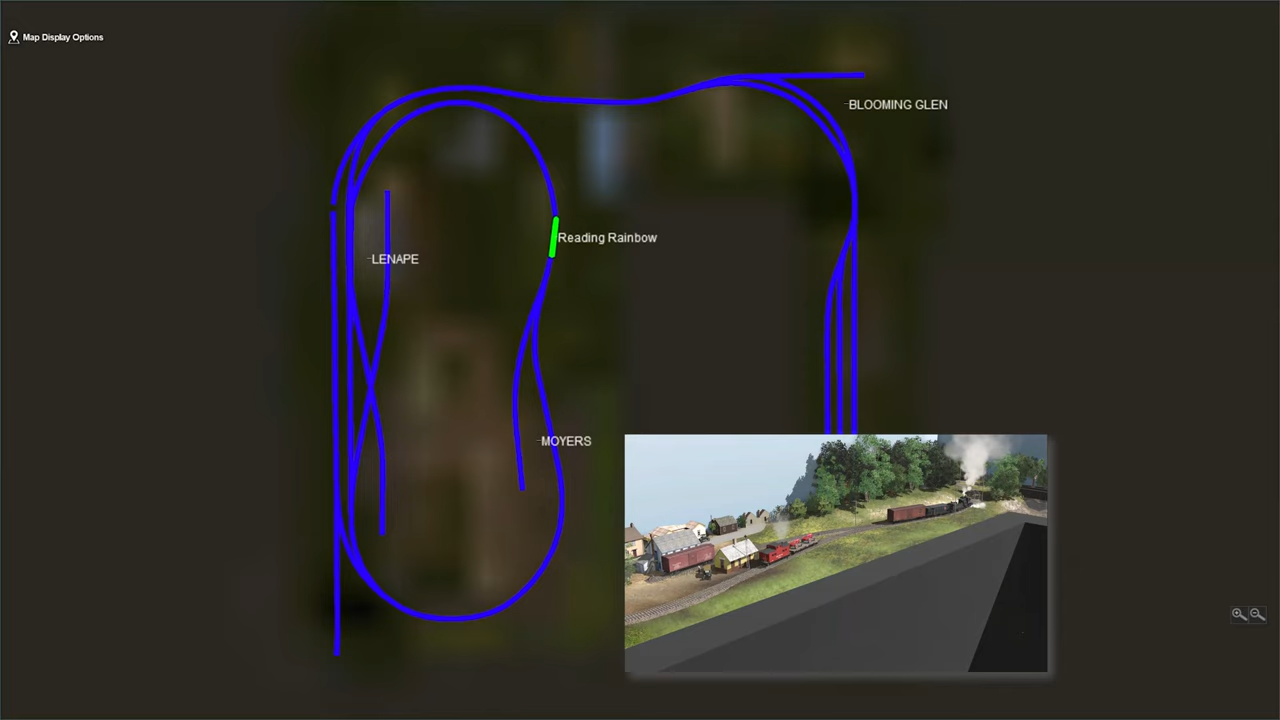 Map Display Options
BLOOMING GLEN
Reading Rainbow
LENAPE
MOYERS